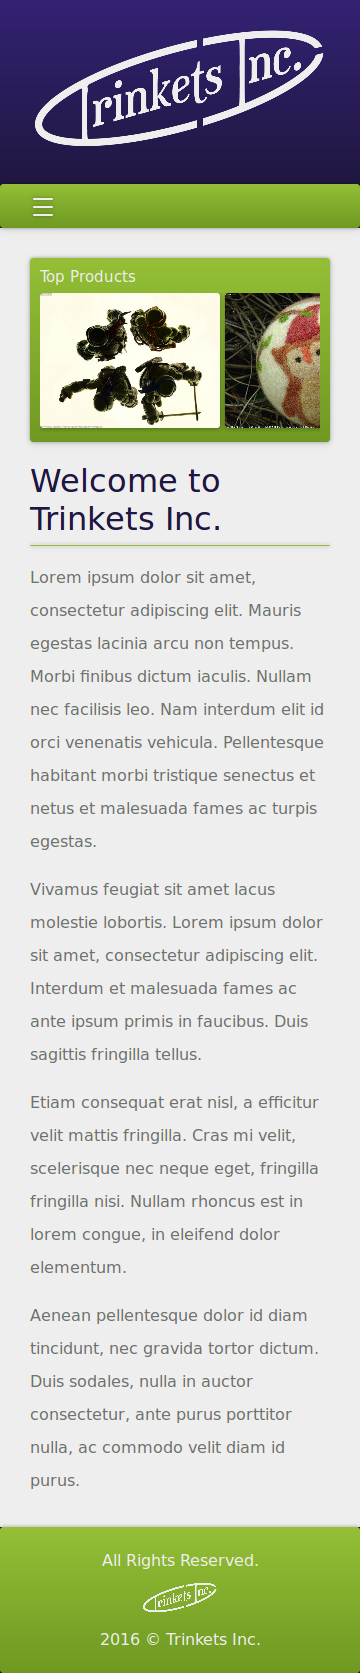 Trinkets Inc.
Top Products
Welcome to
Trinkets Inc.
Lorem ipsum dolor sit amet,
consectetur adipiscing elit. Mauris
egestas lacinia arcu non tempus.
Morbi finibus dictum iaculis. Nullam
nec facilisis leo. Nam interdum elit id
orci venenatis vehicula. Pellentesque
habitant morbi tristique senectus et
netus et malesuada fames ac turpis
egestas.
Vivamus feugiat sit amet lacus
molestie lobortis. Lorem ipsum dolor
sit amet, consectetur adipiscing elit.
Interdum et malesuada fames ac
ante ipsum primis in faucibus. Duis
sagittis fringilla tellus.
Etiam consequat erat nisl, a efficitur
velit mattis fringilla. Cras mi velit,
scelerisque nec neque eget, fringilla
fringilla nisi. Nullam rhoncus est in
lorem congue, in eleifend dolor
elementum.
Aenean pellentesque dolor id diam
tincidunt, nec gravida tortor dictum.
Duis sodales, nulla in auctor
consectetur, ante purus porttitor
nulla, ac commodo velit diam id
purus.
All Rights Reserved.
Trinkets Inc.
2016 © Trinkets Inc.